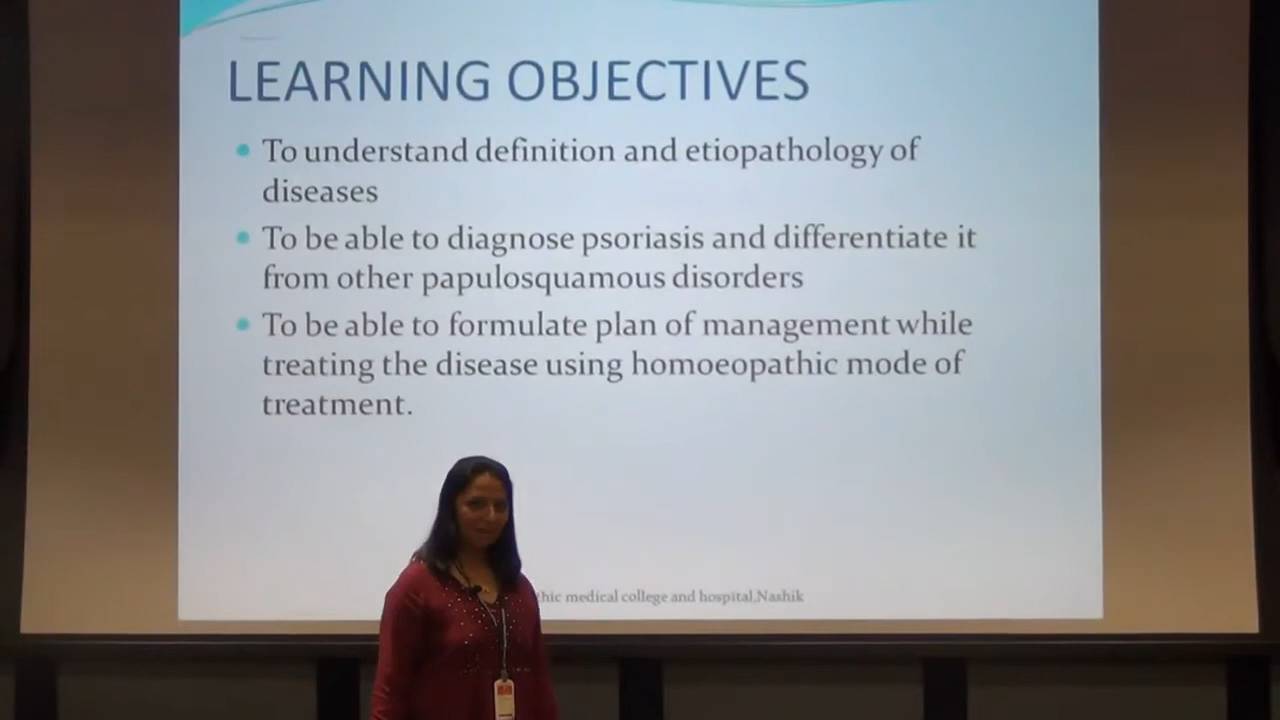 LEARNING OBJECTIVES
To understand definition and etiopathology of
diseases
To be able to diagnose psoriasis and differentiate it
from other papulosquamous disorders
To be able to formulate plan of management while
treating the disease using homoeopathic mode of
treatment.
medical college and hospital,Nashik